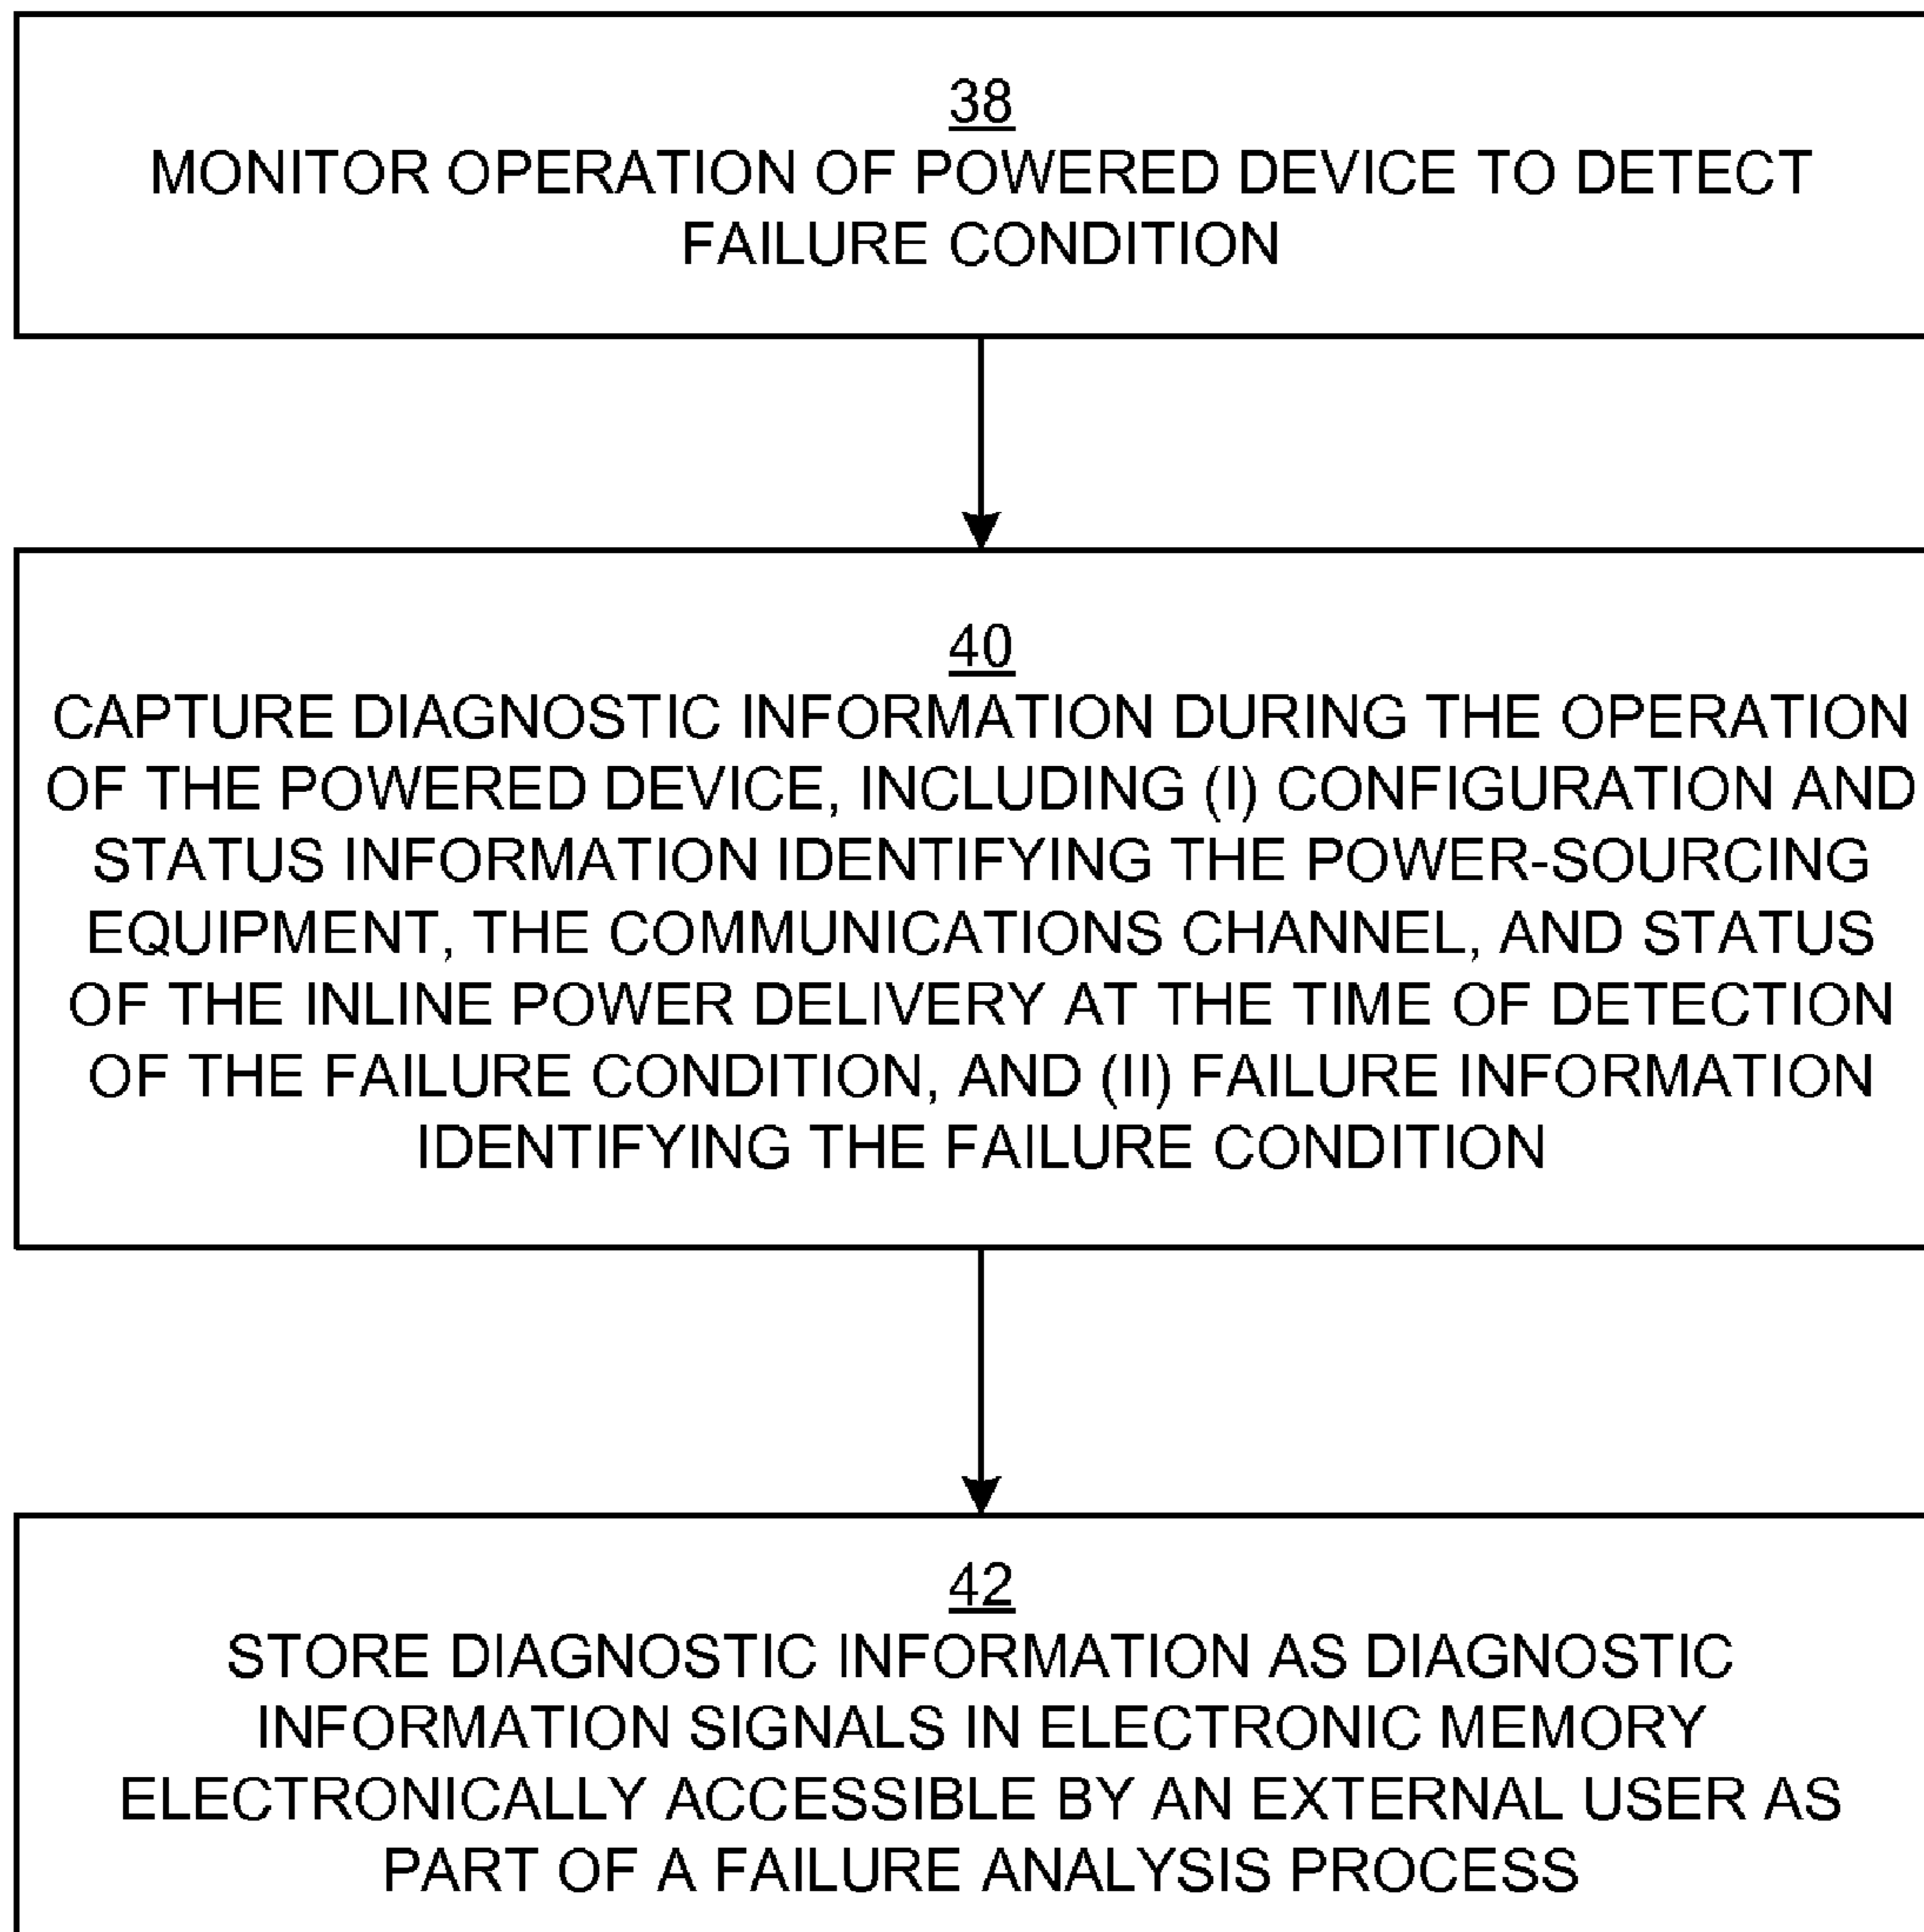 38
MONITOR OPERATION OF POWERED DEVICE TO DETECT
FAILURE CONDITION
40
CAPTURE DIAGNOSTIC INFORMATION DURING THE OPERATION
OF THE POWERED DEVICE, INCLUDING (I) CONFIGURATION AND
STATUS INFORMATION IDENTIFYING THE POWER-SOURCING
EQUIPMENT, THE COMMUNICATIONS CHANNEL, AND STATUS
OF THE INLINE POWER DELIVERY AT THE TIME OF DETECTION
OF THE FAILURE CONDITION, AND (II) FAILURE INFORMATION
IDENTIFYING THE FAILURE CONDITION
42
STORE DIAGNOSTIC INFORMATION AS DIAGNOSTIC
INFORMATION SIGNALS IN ELECTRONIC MEMORY
ELECTRONICALLY ACCESSIBLE BY AN EXTERNAL USER AS
PART OF A FAILURE ANALYSIS PROCESS